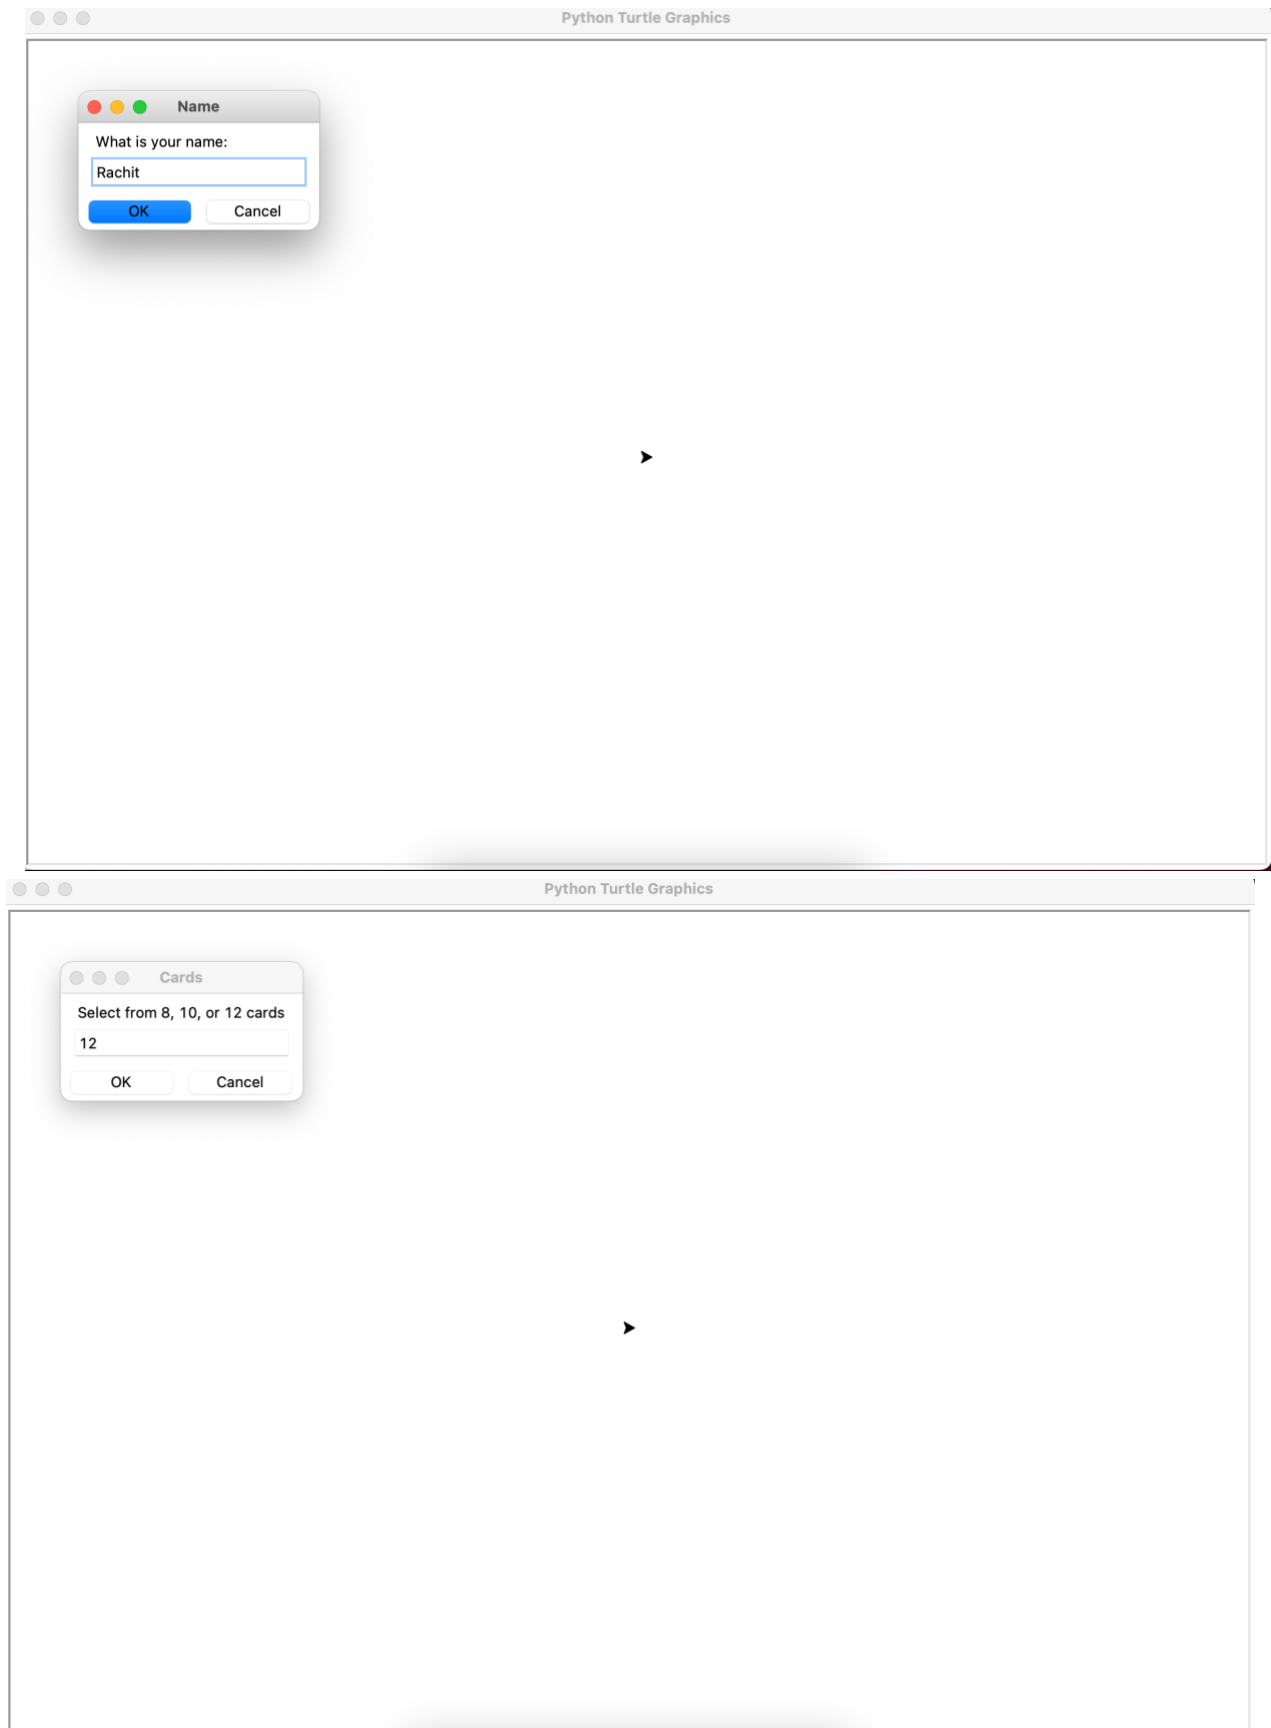 Python Turtle Graphics
Name
What is your name:
Rachit
OK Cancel
Python Turtle Graphics
Cards
Select from 8, 10, or 12 cards
12
OK Cancel